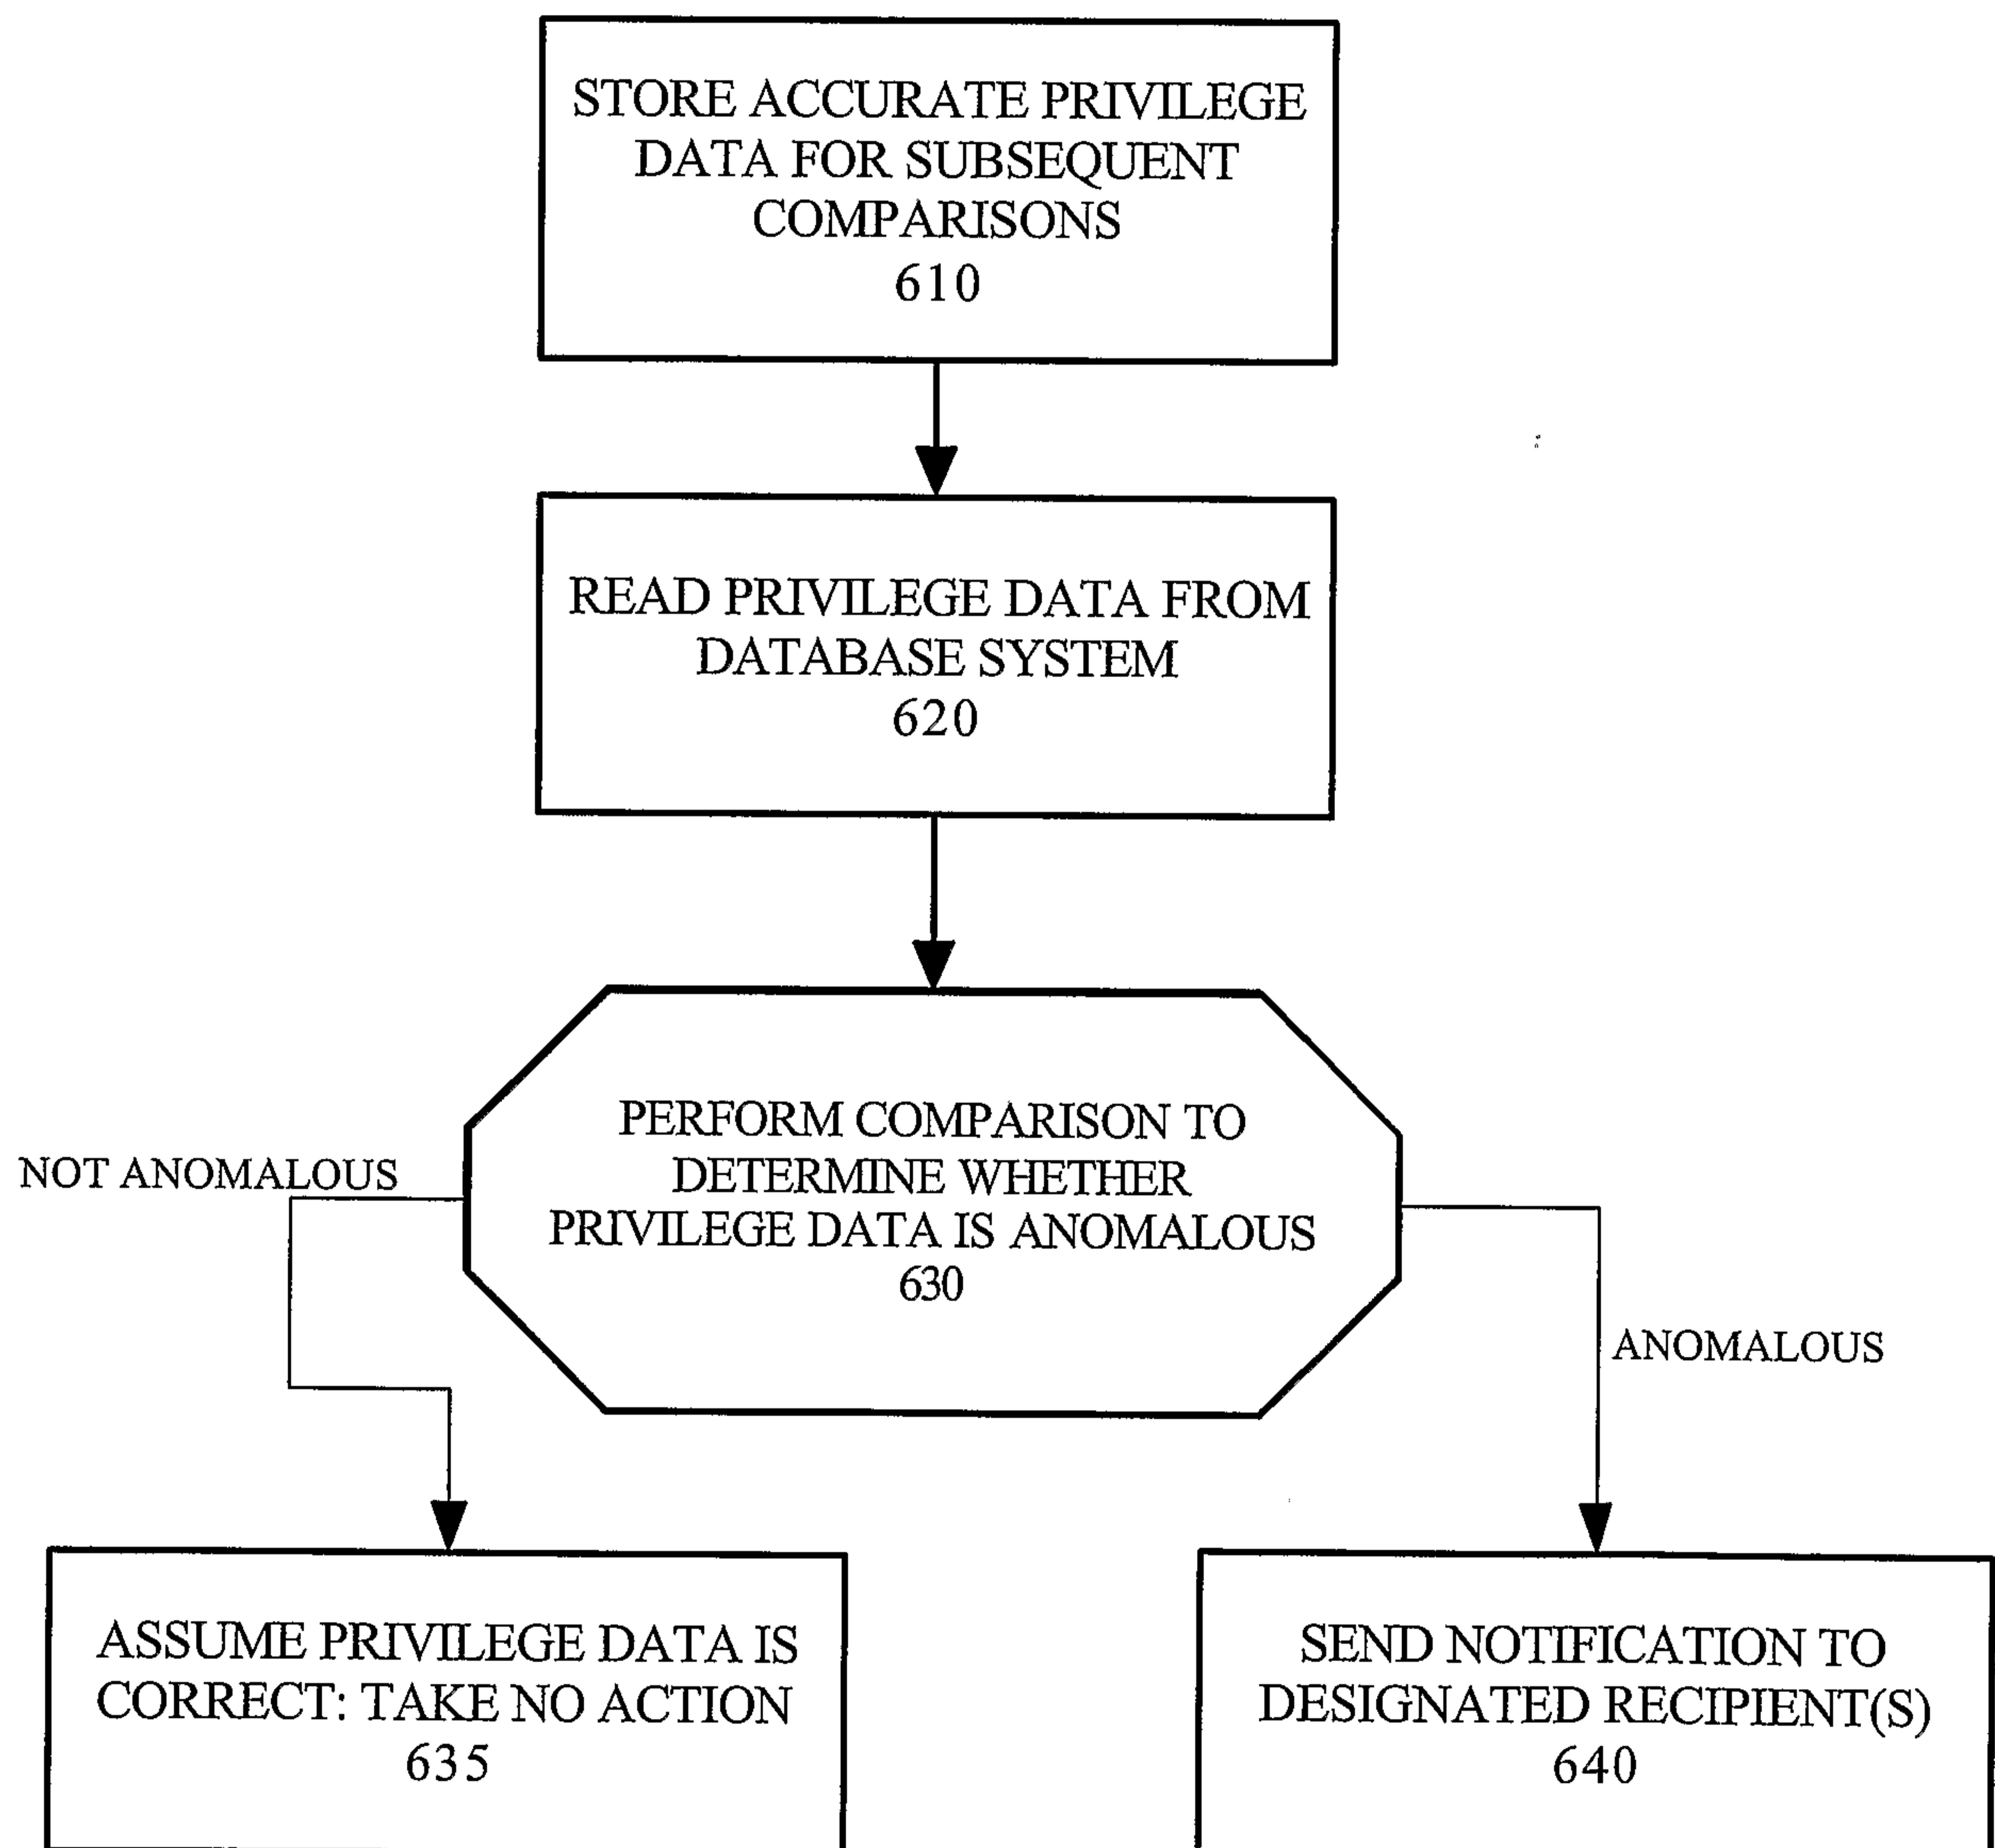 STORE ACCURATE PRIVILEGE
DATA FOR SUBSEQUENT
COMPARISONS
610
READ PRIVILEGE DATA FROM
DATABASE SYSTEM
620
PERFORM COMPARISON TO
DETERMINE WHETHER
PRIVILEGE DATA IS ANOMALOUS
630
NOT ANOMALOUS
ANOMALOUS
ASSUME PRIVILEGE DATA IS
CORRECT: TAKE NO ACTION
635
SEND NOTIFICATION TO
DESIGNATED RECIPIENT(S)
640